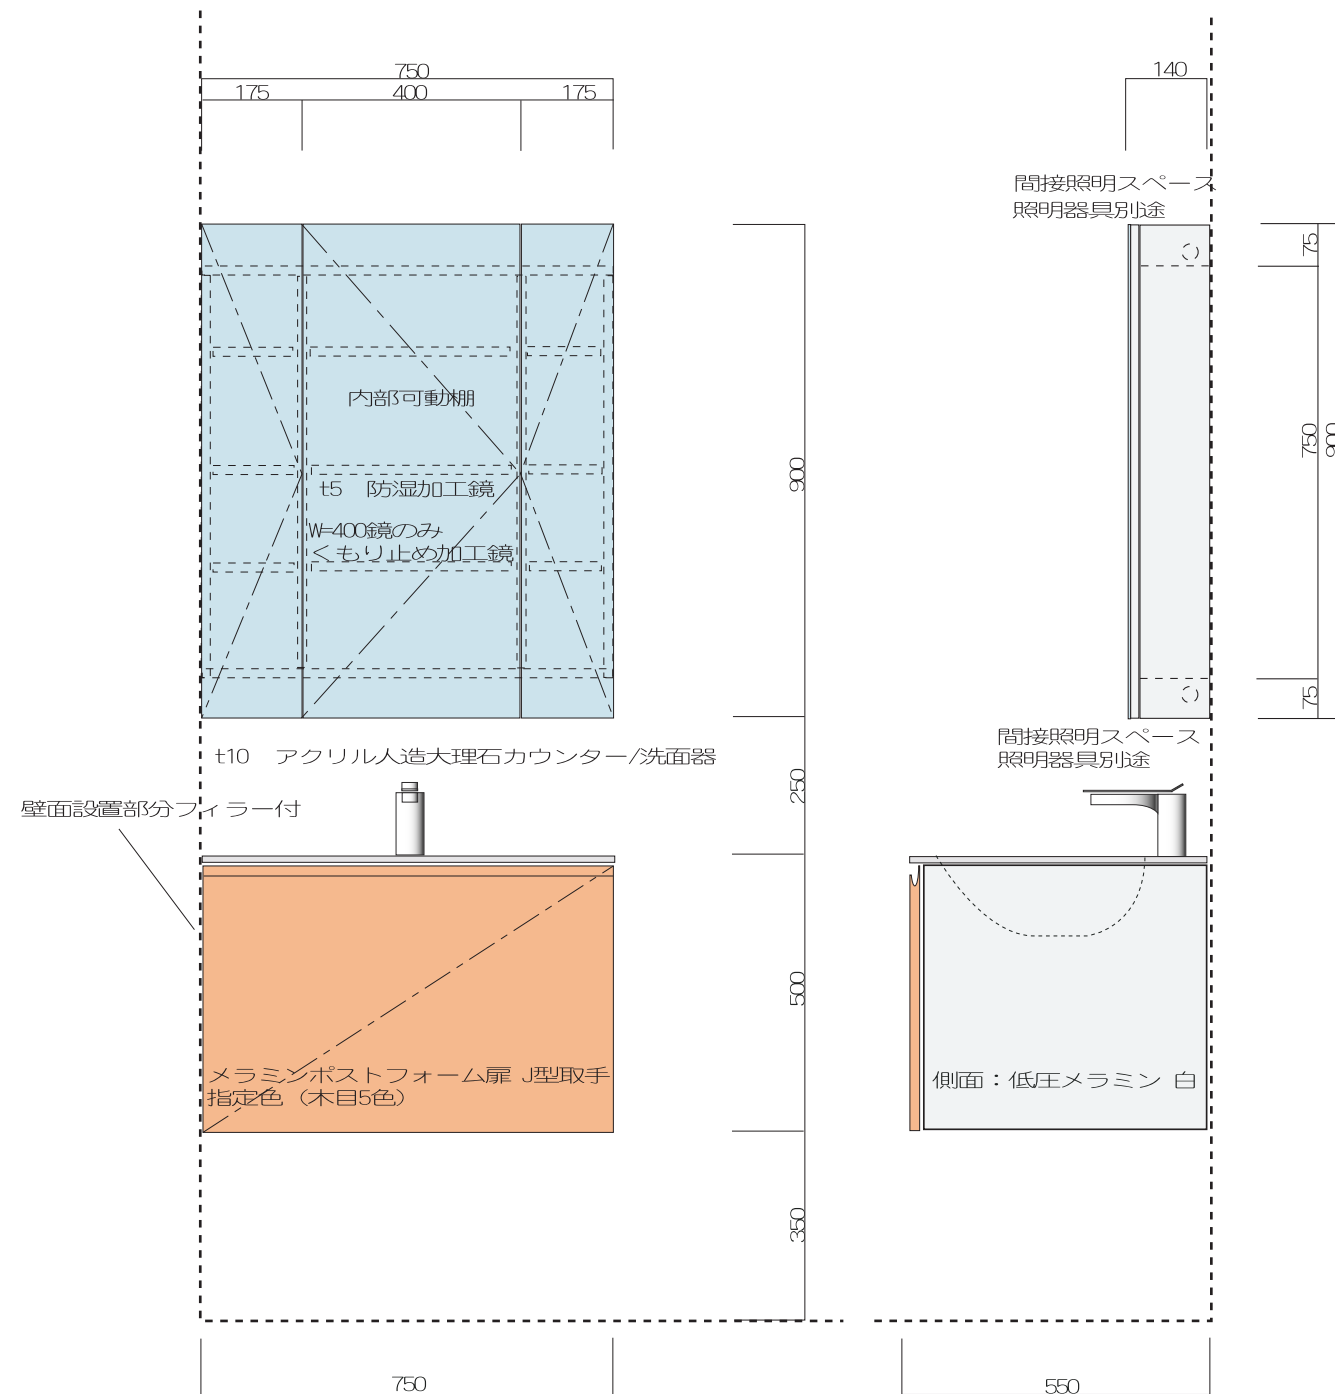 750
175
400
175
140
間接照明スペース
照明器具別途
75
750
900
75
内部可動棚
t5 防湿加工鏡
W=400鏡のみ
くもり止め加工鏡
900
t10 アクリル人造大理石カウンター/洗面器
間接照明スペース
照明器具別途
250
壁面設置部分フィラー付
500
メラミンポストフォーム扉 J型取手
指定色（木目5色）
側面：低圧メラミン 白
350
750
550